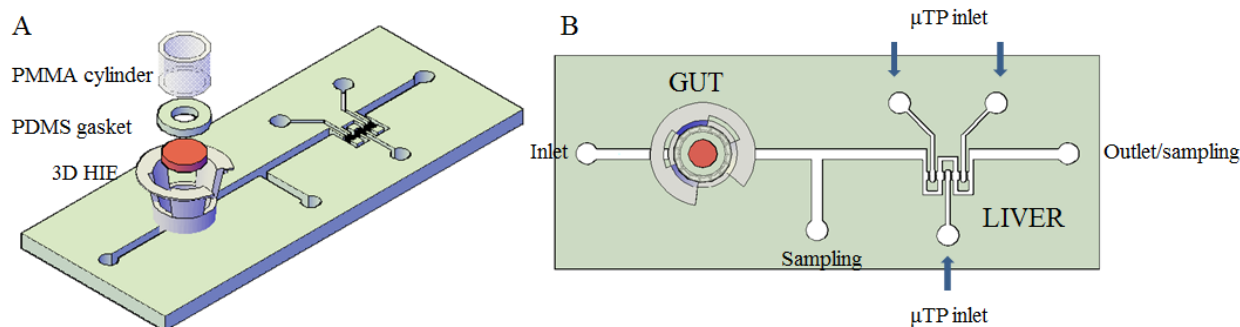 A
PMMA cylinder
PDMS gasket
3D HIE
B
µTP inlet
GUT
Inlet
Outlet/sampling
LIVER
Sampling
µTP inlet